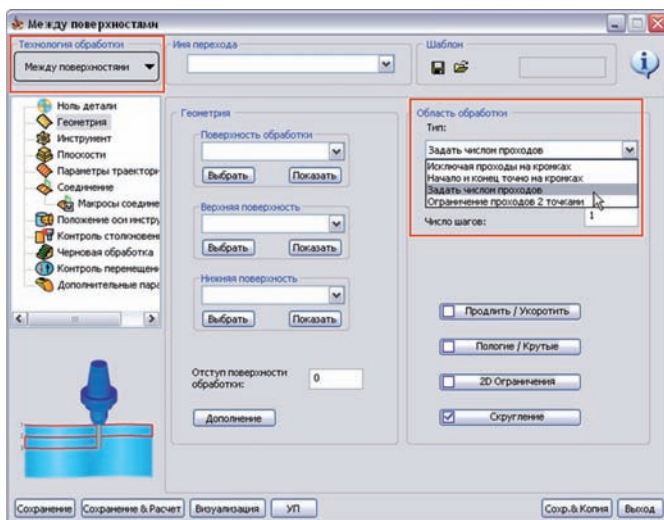 Между поверхностями
Технология обработки
Между поверхностями
Имя перехода
Шаблон
Ноль детали
Геометрия
Инструмент
Плоскости
Параметры траектори
Соединение
Макросы соедине
Положение оси инстру
Контроль столкновен
Черновая обработка
Контроль перемещен
Дополнительные пара
1
2
3
Геометрия
Поверхность обработки
Выбрать Показать
Верхняя поверхность
Выбрать Показать
Нижняя поверхность
Выбрать Показать
Отступ поверхности
обработки: 0
Дополнение
Область обработки
Тип:
Задать числом проходов
Исключая проходы на кромках
Начало и конец точно на кромках
Задать числом проходов
Ограничение проходов 2 точками
Число шагов: 1
Продлить / Укоротить
Пологие / Крутые
2D Ограничения
Скругление
Сохранение Сохранение & Расчет Визуализация УП Сохр.& Копия Выход